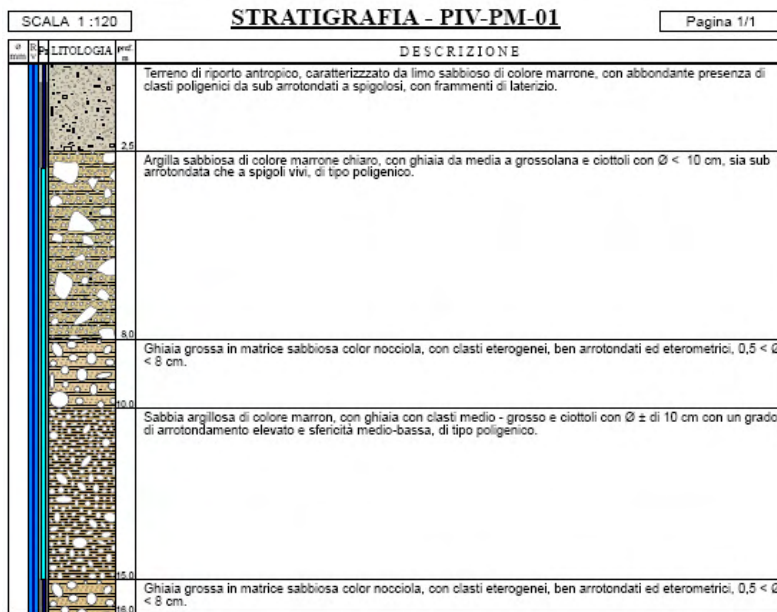 SCALA 1 :120
STRATIGRAFIA - PIV-PM-01
Pagina 1/1
ø mm
R v
Pz
LITOLOGIA
prof. m
DESCRIZIONE
Terreno di riporto antropico, caratterizzzato da limo sabbioso di colore marrone, con abbondante presenza di
clasti poligenici da sub arrotondati a spigolosi, con frammenti di laterizio.
2,5
Argilla sabbiosa di colore marrone chiaro, con ghiaia da media a grossolana e ciottoli con Ø < 10 cm, sia sub
arrotondata che a spigoli vivi, di tipo poligenico.
8,0
Ghiaia grossa in matrice sabbiosa color nocciola, con clasti eterogenei, ben arrotondati ed eterometrici, 0,5 < Ø
< 8 cm.
10,0
Sabbia argillosa di colore marron, con ghiaia con clasti medio - grosso e ciottoli con Ø ± di 10 cm con un grado
di arrotondamento elevato e sfericità medio-bassa, di tipo poligenico.
15,0
Ghiaia grossa in matrice sabbiosa color nocciola, con clasti eterogenei, ben arrotondati ed eterometrici, 0,5 < Ø
< 8 cm.
16,0